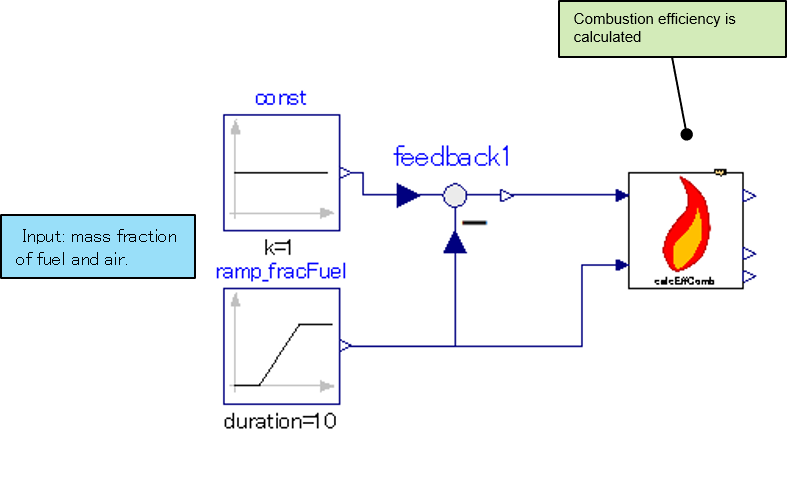 Combustion efficiency is
calculated
const
feedback1
k=1
Input: mass fraction
of fuel and air.
ramp_fracFuel
calcEffComb
duration=10